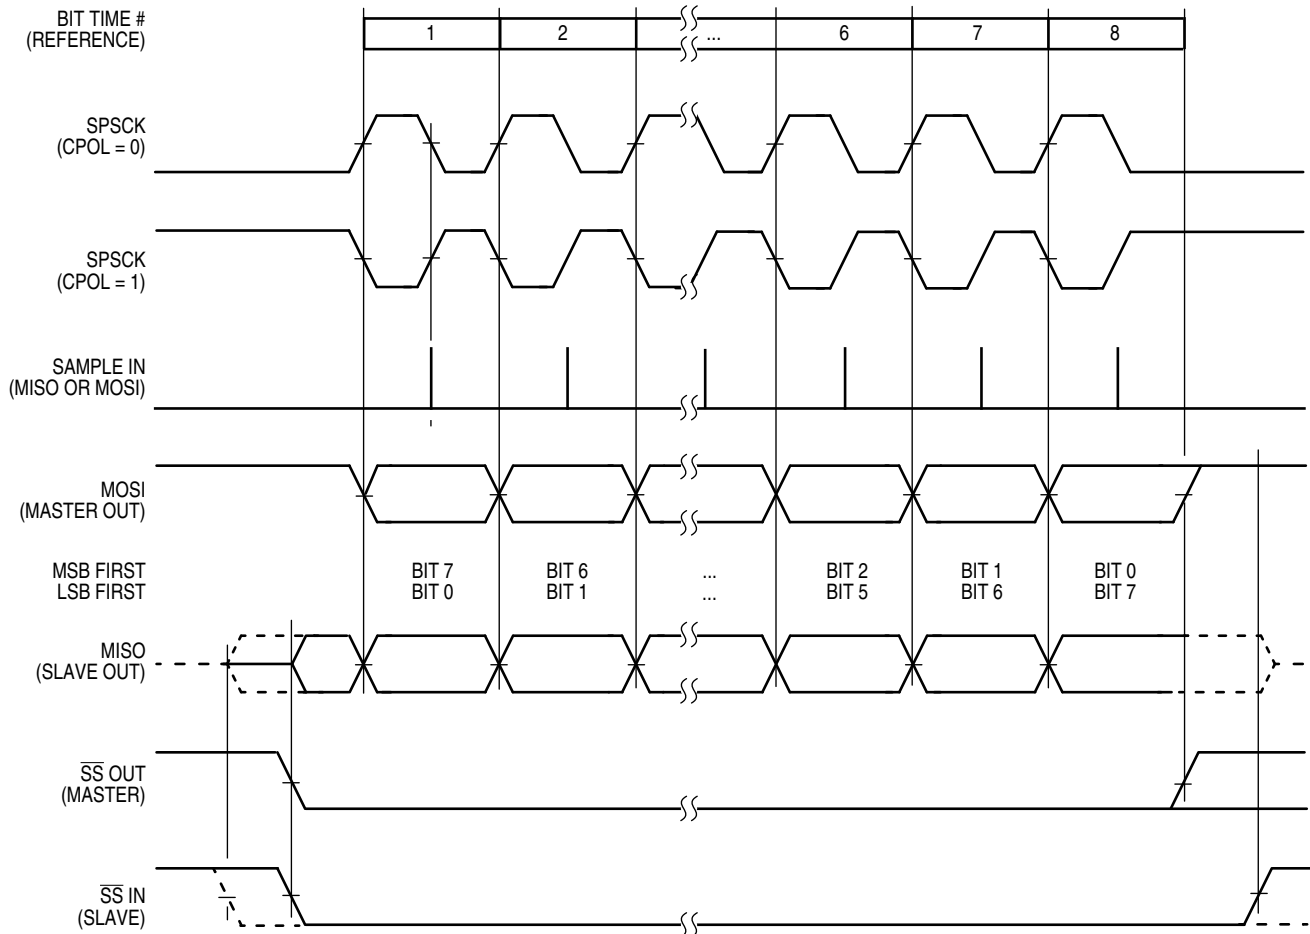 BIT TIME #
(REFERENCE)
1 2 ... 6 7 8
SPSCK
(CPOL = 0)
SPSCK
(CPOL = 1)
SAMPLE IN
(MISO OR MOSI)
MOSI
(MASTER OUT)
MSB FIRST BIT 7 BIT 6 ... BIT 2 BIT 1 BIT 0
LSB FIRST BIT 0 BIT 1 ... BIT 5 BIT 6 BIT 7
MISO
(SLAVE OUT)
S̅S̅ OUT
(MASTER)
S̅S̅ IN
(SLAVE)